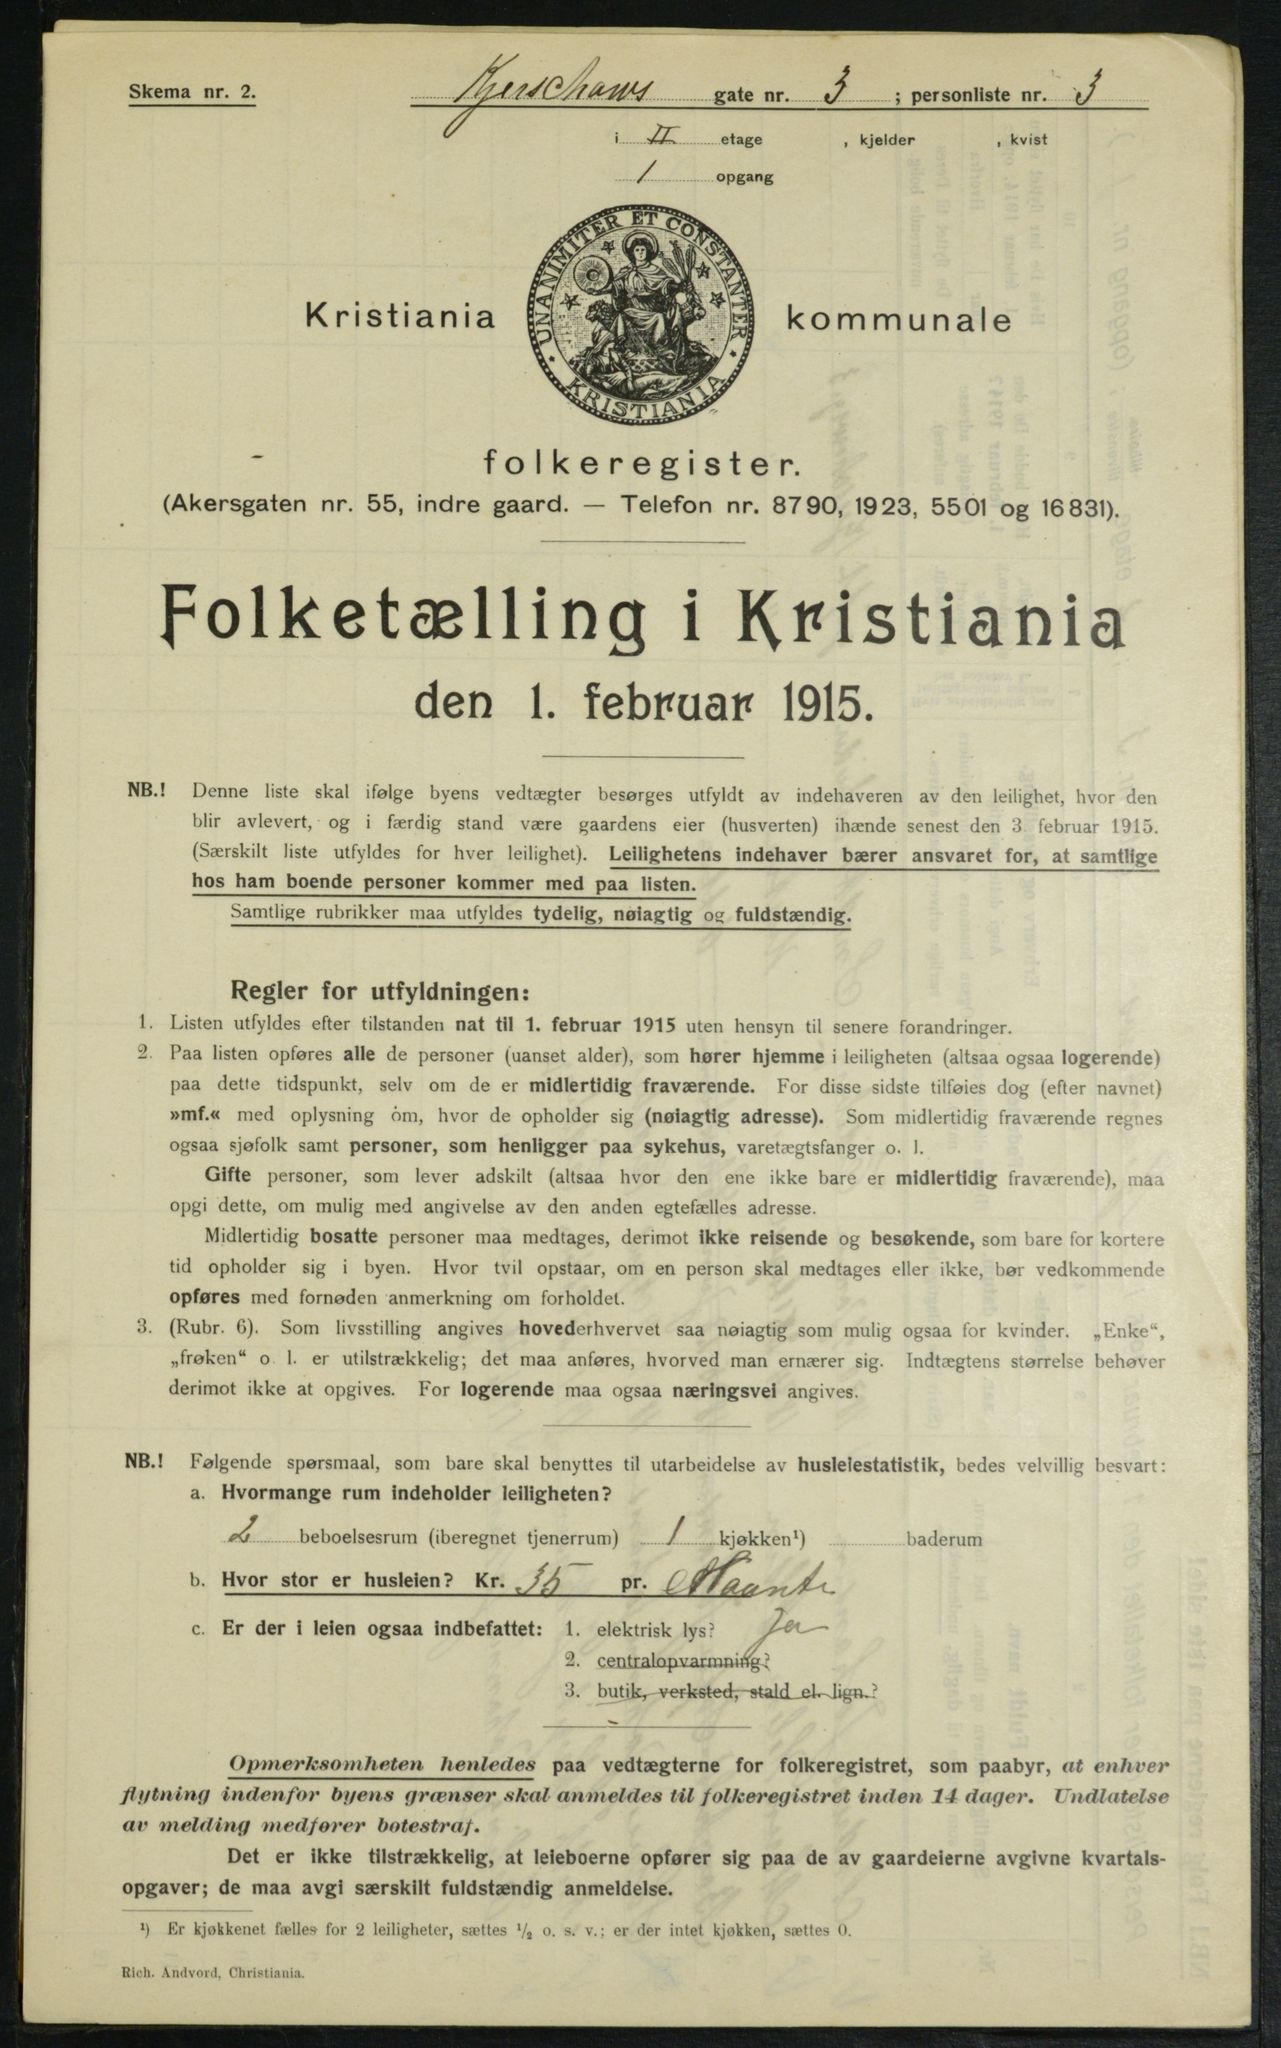 Skema nr. 2.
Kjerschows gate nr. 3 ; personliste nr. 3
i II etage , kjelder , kvist
1 opgang
UNANIMITER ET CONSTANTER
KRISTIANIA
Kristiania kommunale
folkeregister.
(Akersgaten nr. 55, indre gaard. — Telefon nr. 8790, 1923, 5501 og 16831).
Folketælling i Kristiania
den 1. februar 1915.
NB.! Denne liste skal ifølge byens vedtægter besørges utfyldt av indehaveren av den leilighet, hvor den
blir avlevert, og i færdig stand være gaardens eier (husverten) ihænde senest den 3. februar 1915.
(Særskilt liste utfyldes for hver leilighet). Leilighetens indehaver bærer ansvaret for, at samtlige
hos ham boende personer kommer med paa listen.
Samtlige rubrikker maa utfyldes tydelig, nøiagtig og fuldstændig.
Regler for utfyldningen:
1. Listen utfyldes efter tilstanden nat til 1. februar 1915 uten hensyn til senere forandringer.
2. Paa listen opføres alle de personer (uanset alder), som hører hjemme i leiligheten (altsaa ogsaa logerende)
paa dette tidspunkt, selv om de er midlertidig fraværende. For disse sidste tilføies dog (efter navnet)
»mf.« med oplysning om, hvor de opholder sig (nøiagtig adresse). Som midlertidig fraværende regnes
ogsaa sjøfolk samt personer, som henligger paa sykehus, varetægtsfanger o. l.
Gifte personer, som lever adskilt (altsaa hvor den ene ikke bare er midlertidig fraværende), maa
opgi dette, om mulig med angivelse av den anden egtefælles adresse.
Midlertidig bosatte personer maa medtages, derimot ikke reisende og besøkende, som bare for kortere
tid opholder sig i byen. Hvor tvil opstaar, om en person skal medtages eller ikke, bør vedkommende
opføres med fornøden anmerkning om forholdet.
3. (Rubr. 6). Som livsstilling angives hovederhvervet saa nøiagtig som mulig ogsaa for kvinder. „Enke“,
„frøken“ o. l. er utilstrækkelig; det maa anføres, hvorved man ernærer sig. Indtægtens størrelse behøver
derimot ikke at opgives. For logerende maa ogsaa næringsvei angives.
NB.! Følgende spørsmaal, som bare skal benyttes til utarbeidelse av husleiestatistik, bedes velvillig besvart:
a. Hvormange rum indeholder leiligheten?
2 beboelsesrum (iberegnet tjenerrum) 1 kjøkken¹) baderum
b. Hvor stor er husleien? Kr. 35 pr. Maante
c. Er der i leien ogsaa indbefattet: 1. elektrisk lys? Ja
2. centralopvarmning?
3. butik, verksted, stald el. lign.?
Opmerksomheten henledes paa vedtægterne for folkeregistret, som paabyr, at enhver
flytning indenfor byens grænser skal anmeldes til folkeregistret inden 14 dager. Undlatelse
av melding medfører botestraf.
Det er ikke tilstrækkelig, at leieboerne opfører sig paa de av gaardeierne avgivne kvartals-
opgaver; de maa avgi særskilt fuldstændig anmeldelse.
¹) Er kjøkkenet fælles for 2 leiligheter, sættes ½ o. s. v.; er der intet kjøkken, sættes 0.
Rich. Andvord, Christiania.